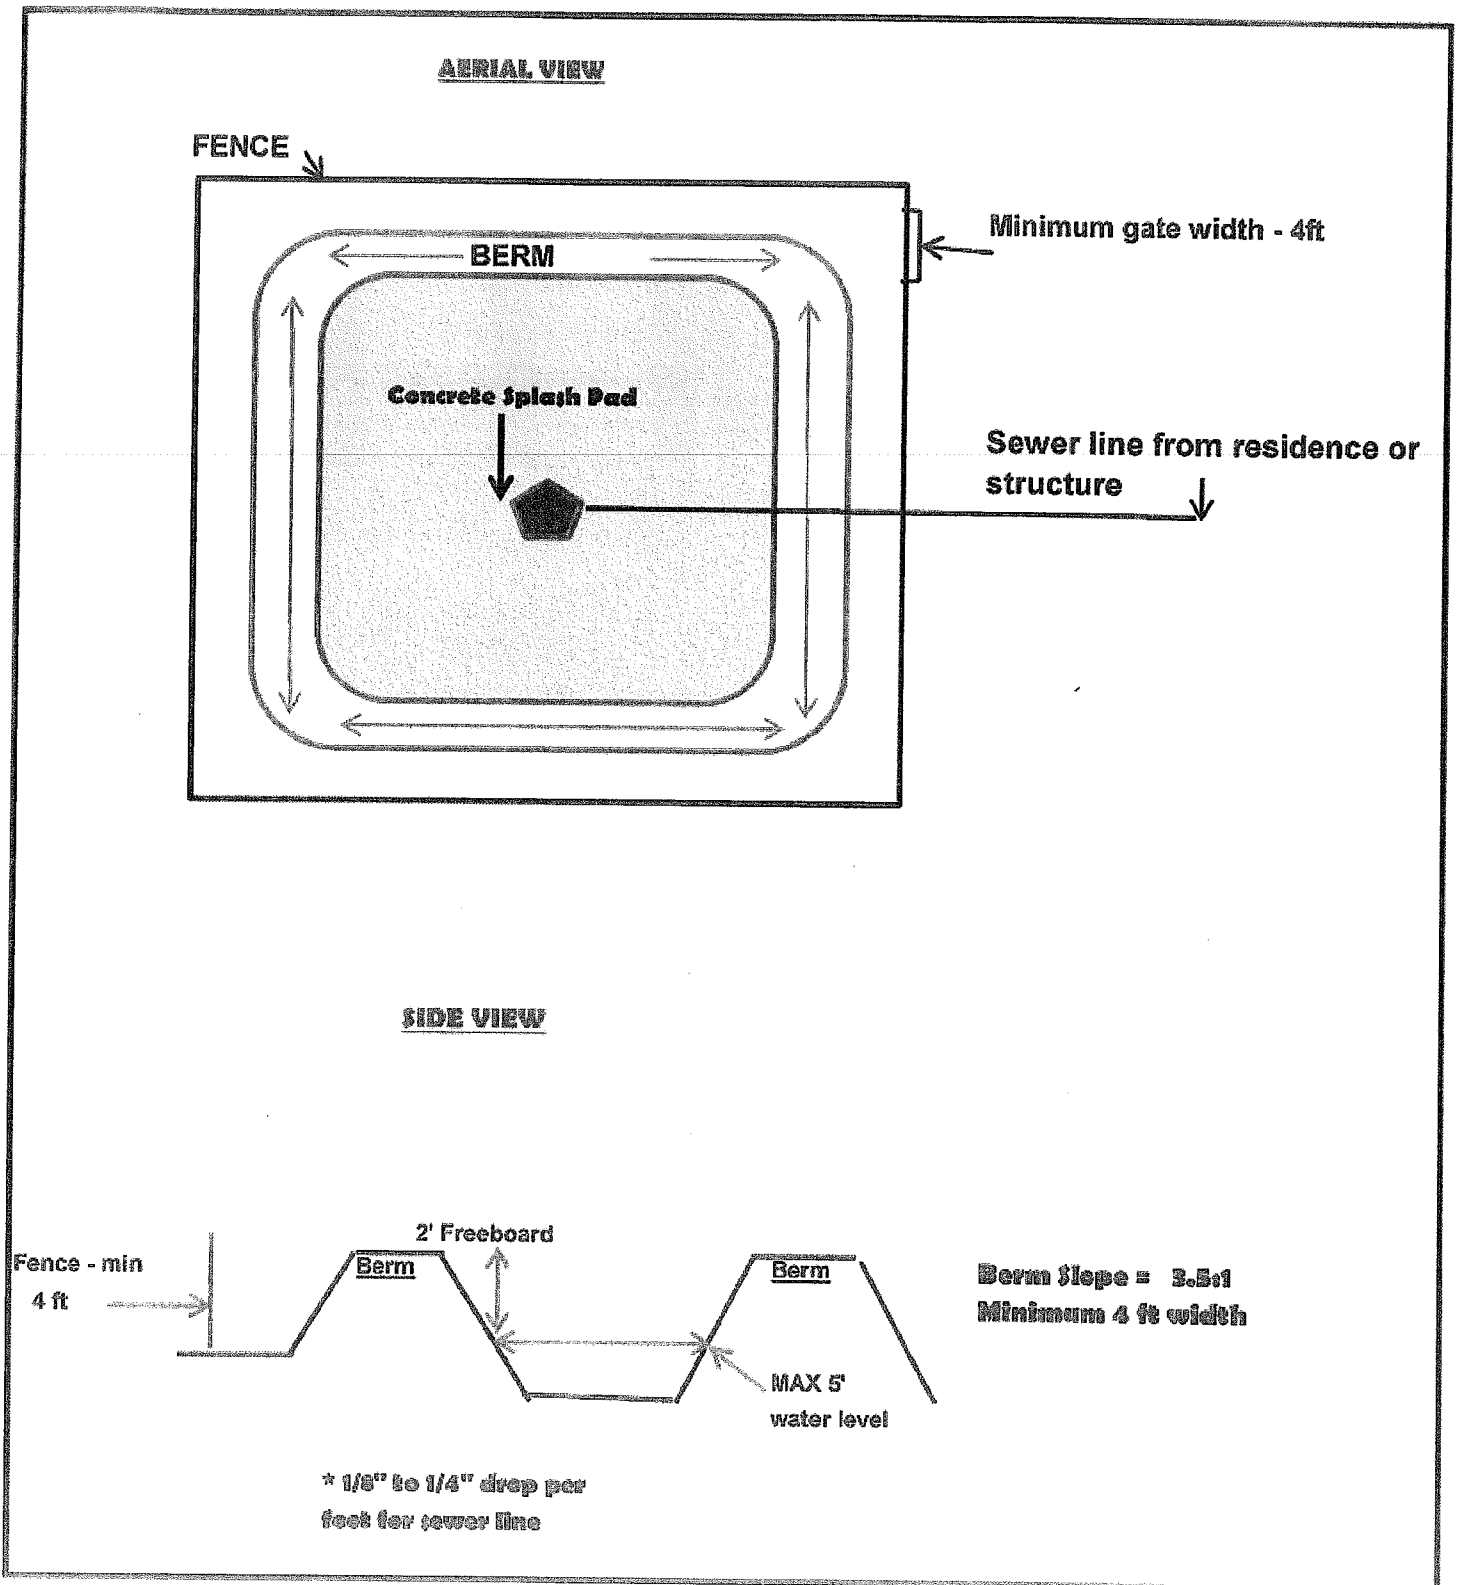 AERIAL VIEW
FENCE
Minimum gate width - 4ft
BERM
Concrete Splash Pad
Sewer line from residence or
structure
SIDE VIEW
2' Freeboard
Fence - min
4 ft
Berm
Berm
Berm Slope = 3.5:1
Minimum 4 ft width
MAX 5'
water level
* 1/8" to 1/4" drop per
foot for sewer line